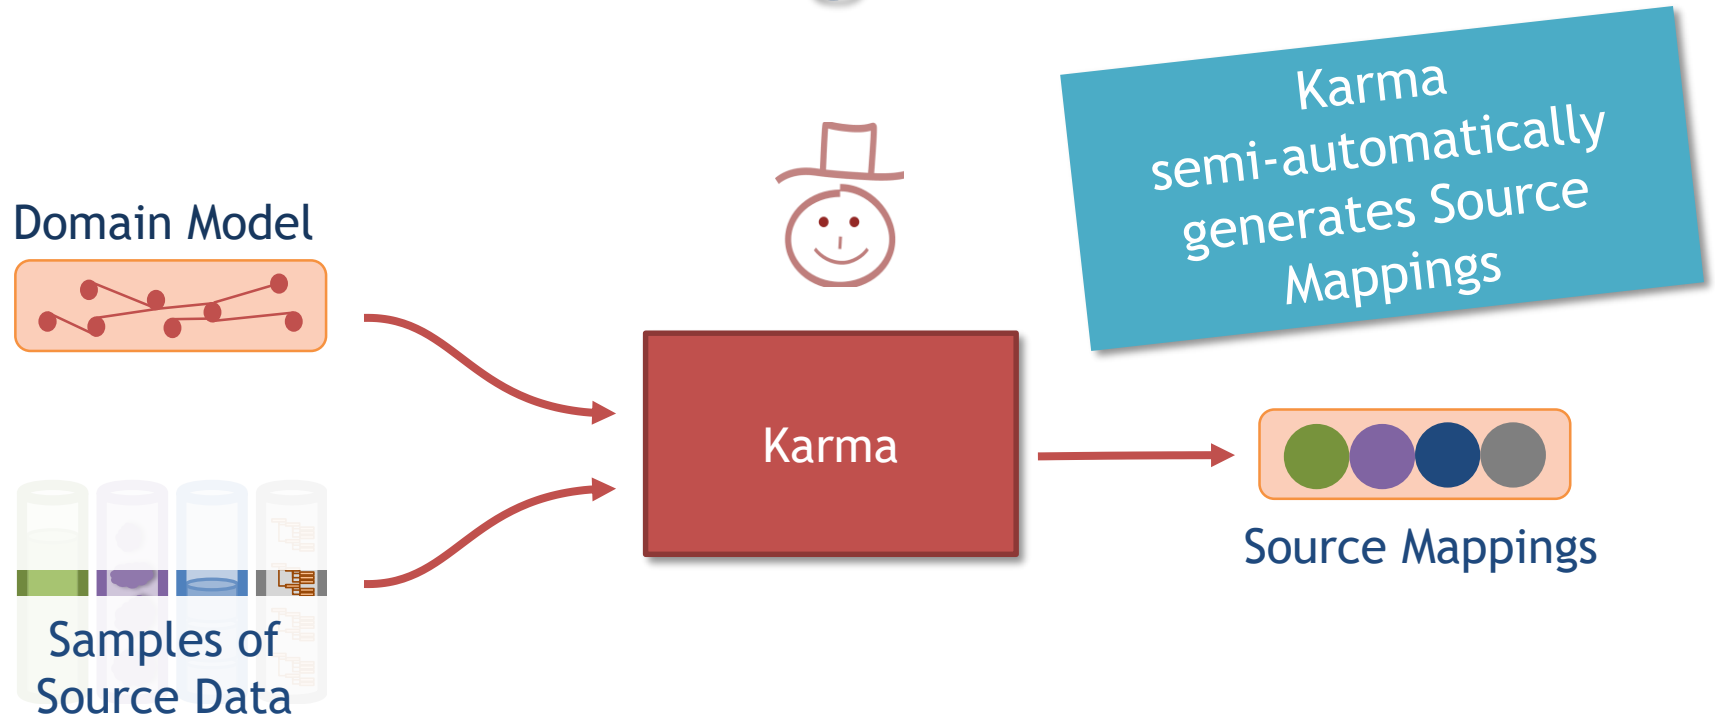 Karma
semi-automatically
generates Source
Mappings
Domain Model
Karma
Source Mappings
Samples of
Source Data